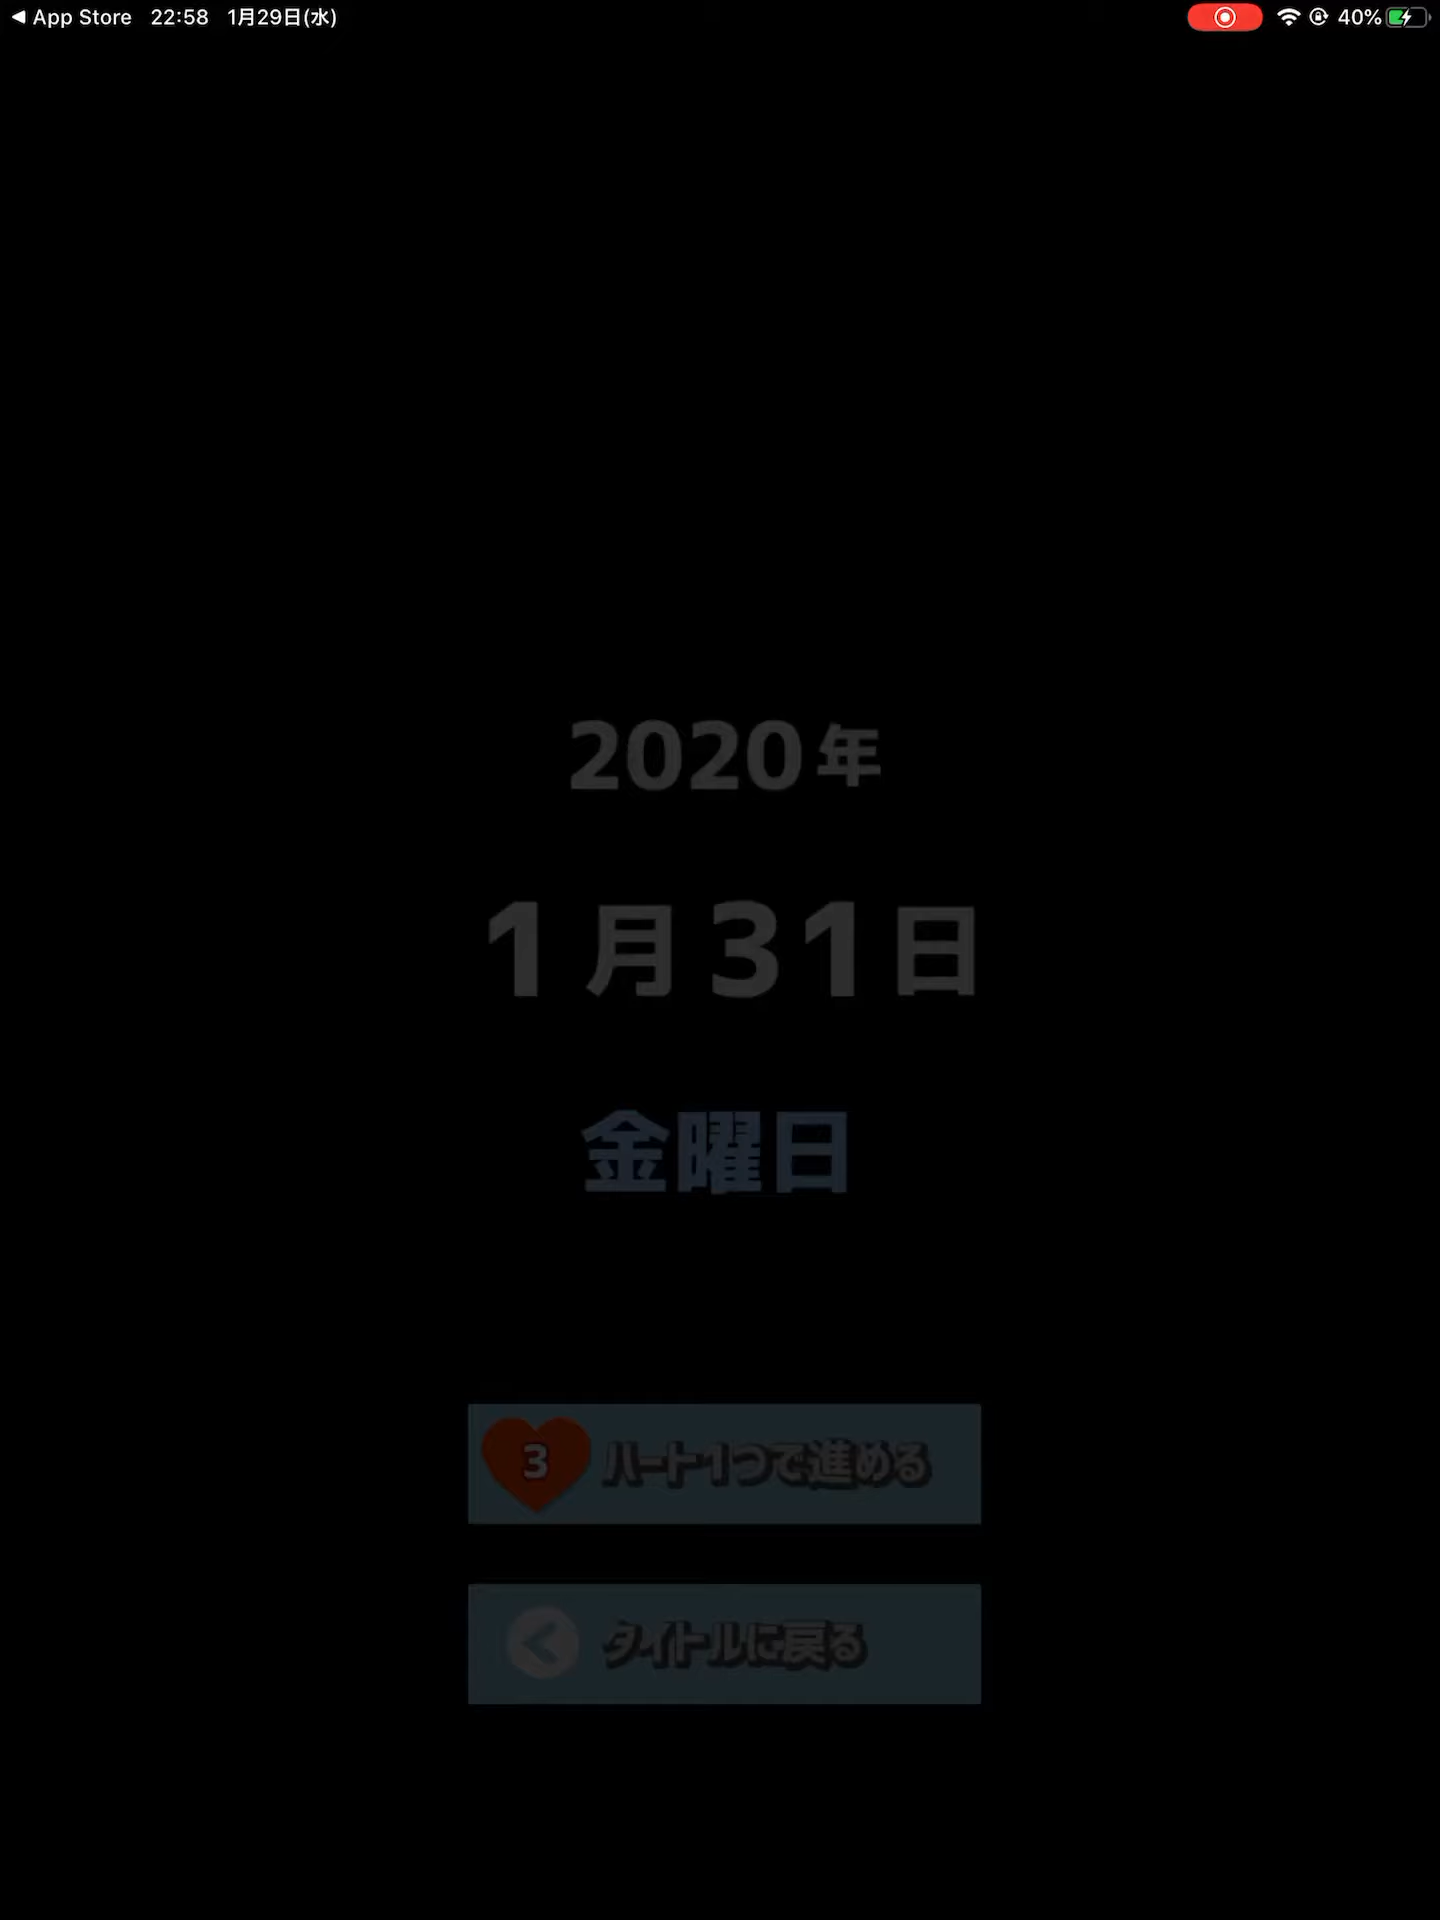 App Store 22:58 1月29日(水) 40%
2020年
1月31日
金曜日
3 ハート1つで進める
タイトルに戻る